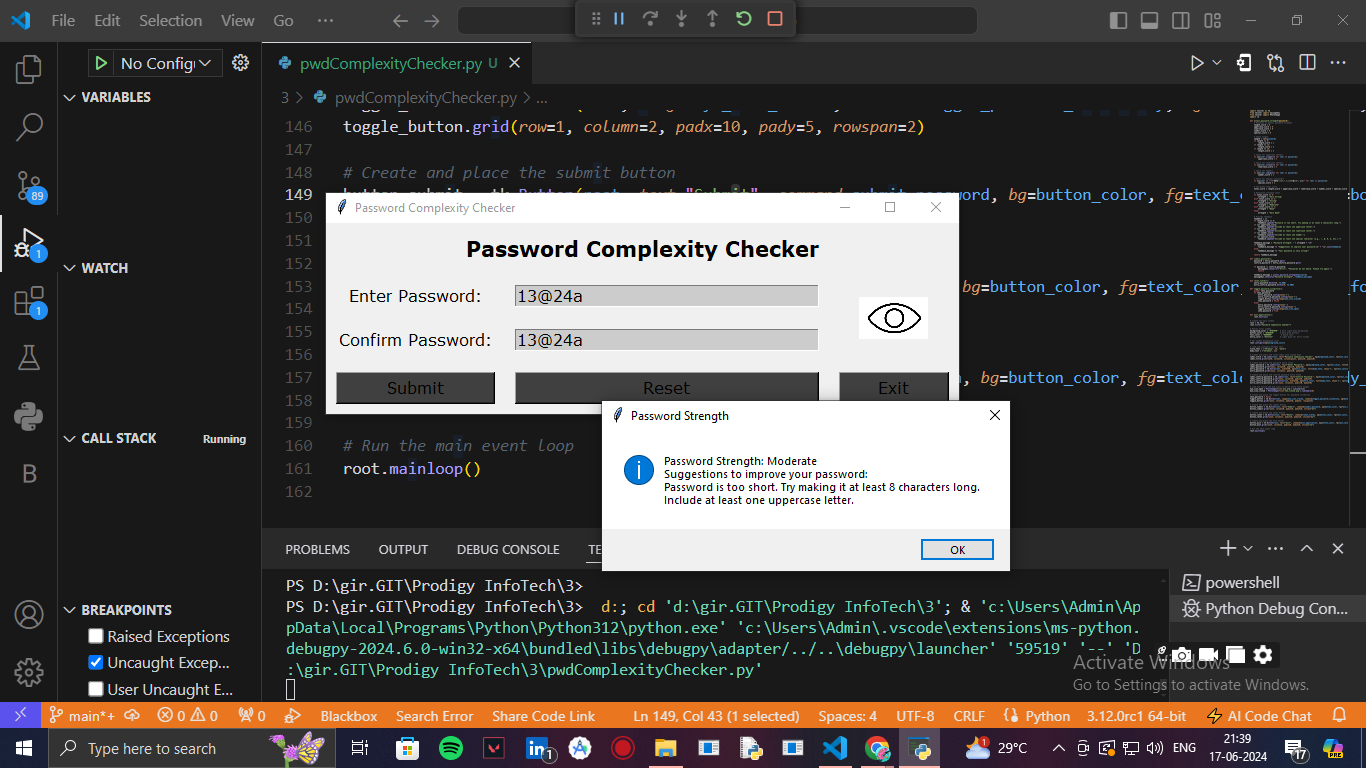 File Edit Selection View Go ...
No Config
VARIABLES
WATCH
CALL STACK
Running
BREAKPOINTS
Raised Exceptions
Uncaught Excep...
User Uncaught E...
89
1
1
pwdComplexityChecker.py U
3 > pwdComplexityChecker.py > ...
146 toggle_button.grid(row=1, column=2, padx=10, pady=5, rowspan=2)
147
148 # Create and place the submit button
149 bg=button_color, fg=text_c
150
151
152
153 bg=button_color, fg=text_color,
154
155
156
157 bg=button_color, fg=text_col
158
159
160 # Run the main event loop
161 root.mainloop()
162
Password Complexity Checker
Password Complexity Checker
Enter Password: 13@24a
Confirm Password: 13@24a
Submit Reset Exit
Password Strength
Password Strength: Moderate
Suggestions to improve your password:
Password is too short. Try making it at least 8 characters long.
Include at least one uppercase letter.
OK
PROBLEMS OUTPUT DEBUG CONSOLE TE
PS D:\gir.GIT\Prodigy InfoTech\3>
PS D:\gir.GIT\Prodigy InfoTech\3> d:; cd 'd:\gir.GIT\Prodigy InfoTech\3'; & 'c:\Users\Admin\Ap
pData\Local\Programs\Python\Python312\python.exe' 'c:\Users\Admin\.vscode\extensions\ms-python.
debugpy-2024.6.0-win32-x64\bundled\libs\debugpy\adapter/../..\debugpy\launcher' '59519' '--' 'D
:\gir.GIT\Prodigy InfoTech\3\pwdComplexityChecker.py'
powershell
Python Debug Con...
Activate Windows
Go to Settings to activate Windows.
main*+ 0 0 0 Blackbox Search Error Share Code Link Ln 149, Col 43 (1 selected) Spaces: 4 UTF-8 CRLF Python 3.12.0rc1 64-bit AI Code Chat
Type here to search
1
1
29°C
ENG
21:39
17-06-2024
17
PRE